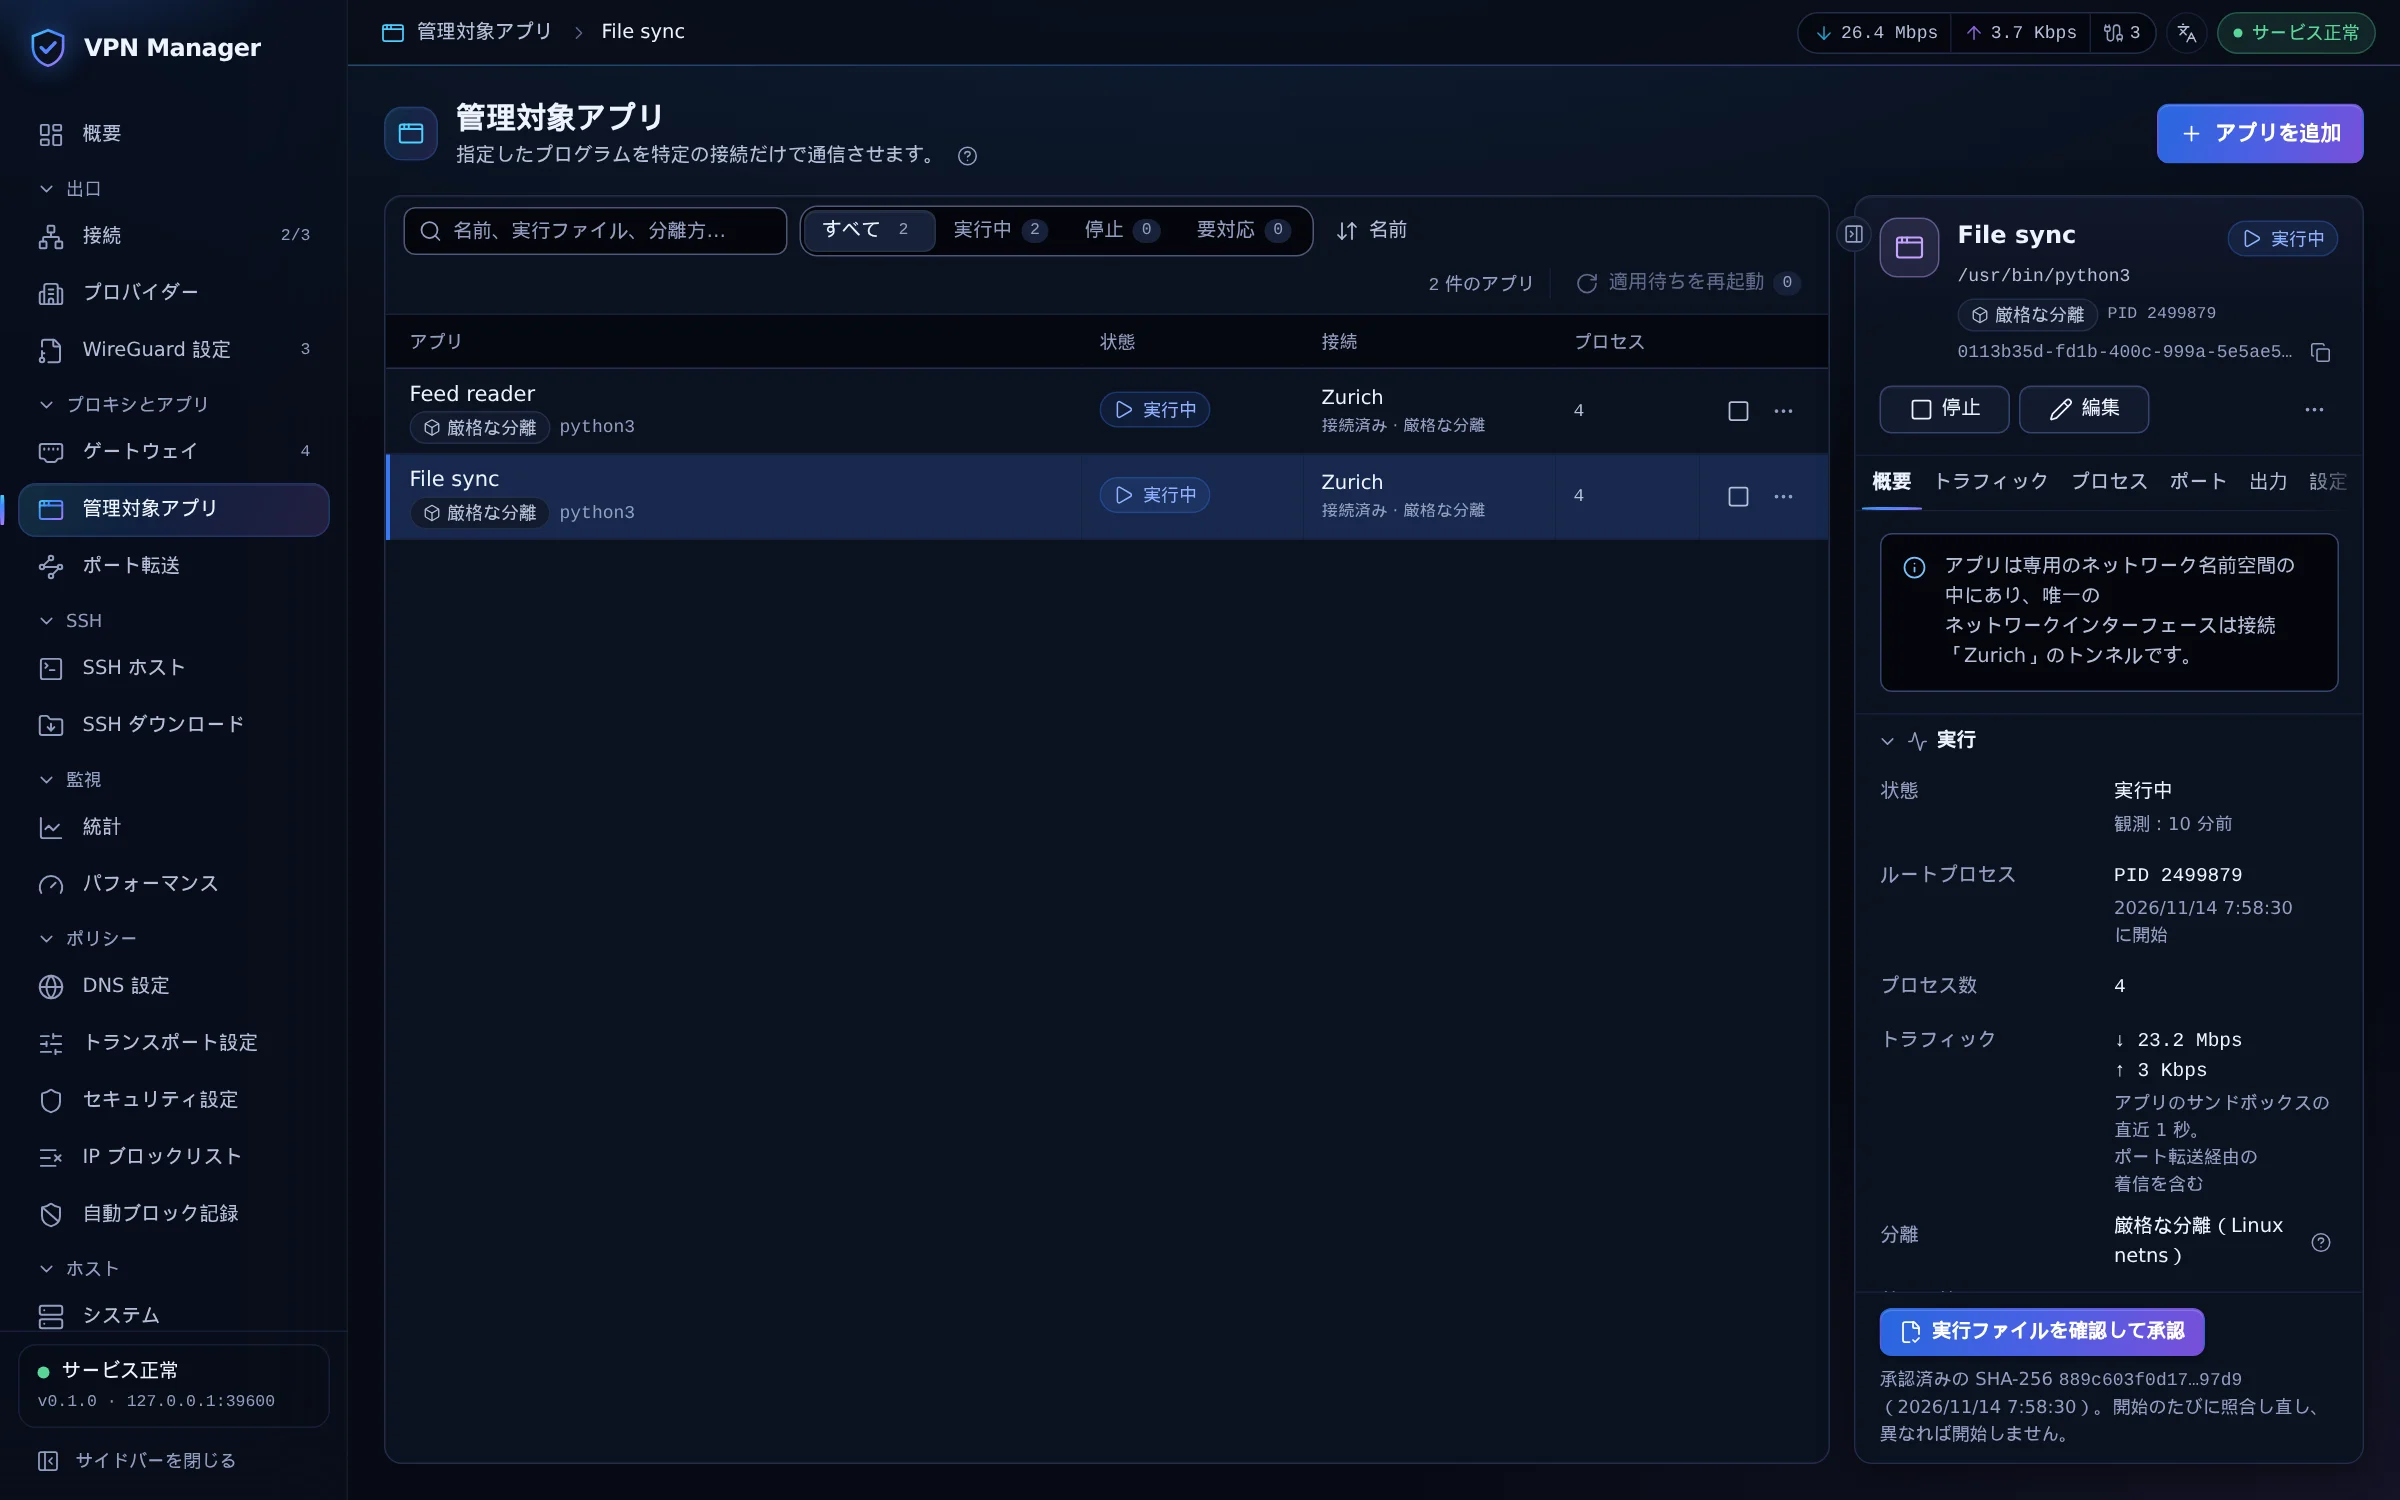 VPN Manager
概要
出口
接続 2/3
プロバイダー
WireGuard 設定 3
プロキシとアプリ
ゲートウェイ 4
管理対象アプリ
ポート転送
SSH
SSH ホスト
SSH ダウンロード
監視
統計
パフォーマンス
ポリシー
DNS 設定
トランスポート設定
セキュリティ設定
IP ブロックリスト
自動ブロック記録
ホスト
システム
サービス正常
v0.1.0 · 127.0.0.1:39600
サイドバーを閉じる
管理対象アプリ > File sync
↓ 26.4 Mbps ↑ 3.7 Kbps 3 サービス正常
管理対象アプリ
指定したプログラムを特定の接続だけで通信させます。
+ アプリを追加
名前、実行ファイル、分離方… すべて 2 実行中 2 停止 0 要対応 0 名前
2 件のアプリ 適用待ちを再起動 0
アプリ 状態 接続 プロセス
Feed reader
厳格な分離 python3
実行中
Zurich
接続済み · 厳格な分離
4
File sync
厳格な分離 python3
実行中
Zurich
接続済み · 厳格な分離
4
File sync 実行中
/usr/bin/python3
厳格な分離 PID 2499879
0113b35d-fd1b-400c-999a-5e5ae5…
停止 編集
概要 トラフィック プロセス ポート 出力 設定
アプリは専用のネットワーク名前空間の
中にあり、唯一の
ネットワークインターフェースは接続
「Zurich」のトンネルです。
実行
状態 実行中
観測：10 分前
ルートプロセス PID 2499879
2026/11/14 7:58:30
に開始
プロセス数 4
トラフィック ↓ 23.2 Mbps
↑ 3 Kbps
アプリのサンドボックスの
直近 1 秒。
ポート転送経由の
着信を含む
分離 厳格な分離（Linux
netns）
実行ファイルを確認して承認
承認済みの SHA-256 889c603f0d17…97d9
（2026/11/14 7:58:30）。開始のたびに照合し直し、
異なれば開始しません。